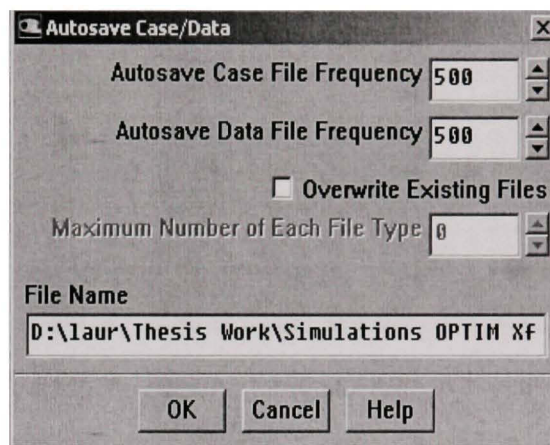 Autosave Case/Data
Autosave Case File Frequency 500
Autosave Data File Frequency 500
Overwrite Existing Files
Maximum Number of Each File Type 0
File Name
D:\laur\Thesis Work\Simulations OPTIM Xf
OK Cancel Help